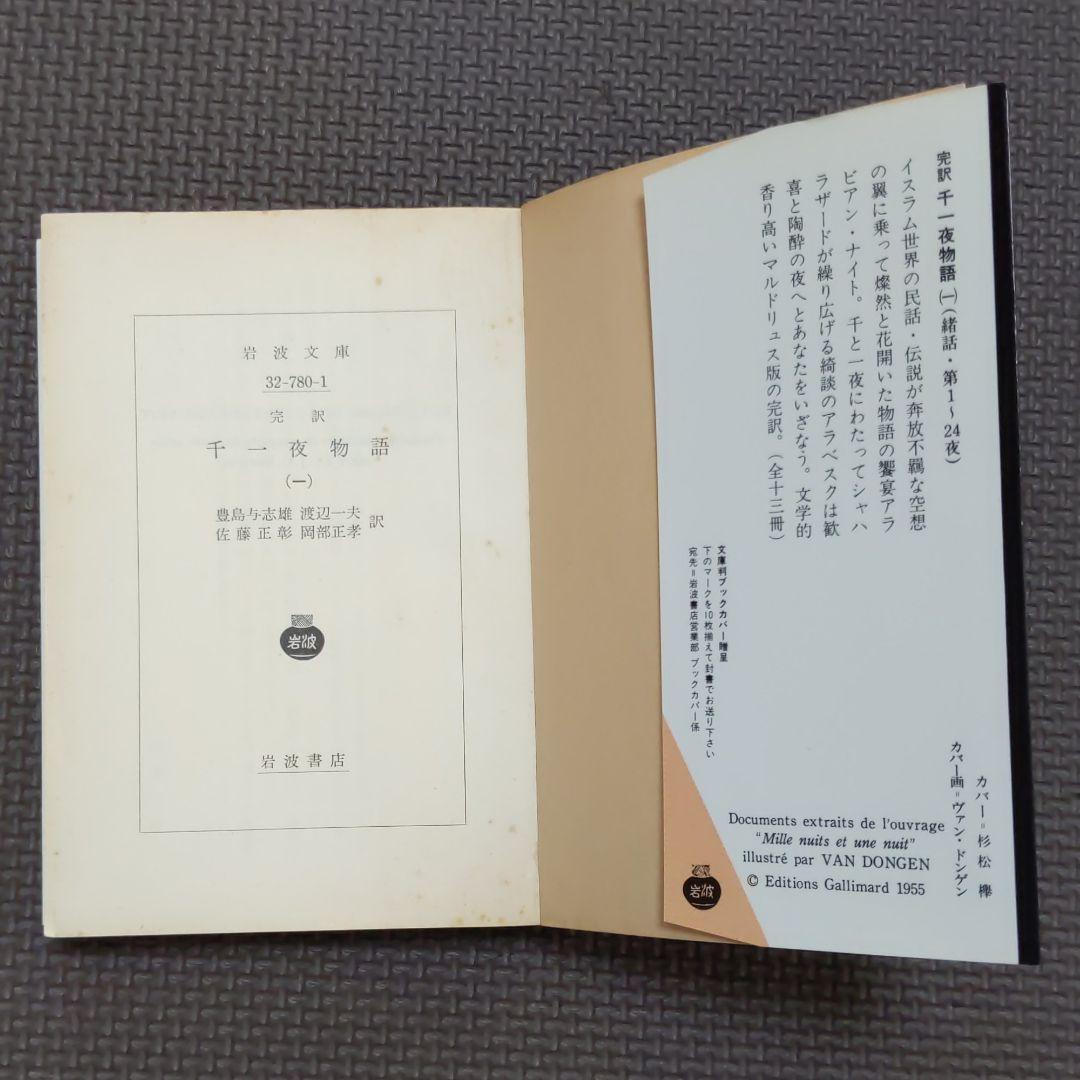 岩波文庫
32-780-1
完訳
千一夜物語
(一)
豊島与志雄 渡辺一夫
佐藤正彰 岡部正孝 訳
岩波
岩波書店
完訳 千一夜物語 (一)(緒話・第1～24夜)
イスラム世界の民話・伝説が奔放不羈な空想
の翼に乗って燦然と花開いた物語の饗宴アラ
ビアン・ナイト。千と一夜にわたってシャハ
ラザードが繰り広げる綺談のアラベスクは歓
喜と陶酔の夜へとあなたをいざなう。文学的
香り高いマルドリュス版の完訳。(全十三冊)
文庫判ブックカバー贈呈
下のマークを10枚揃えて封書でお送り下さい
宛先＝岩波書店営業部 ブックカバー係
カバー＝杉松欅
カバー画＝ヴァン・ドンゲン
Documents extraits de l'ouvrage
"Mille nuits et une nuit"
illustré par VAN DONGEN
© Editions Gallimard 1955
岩波